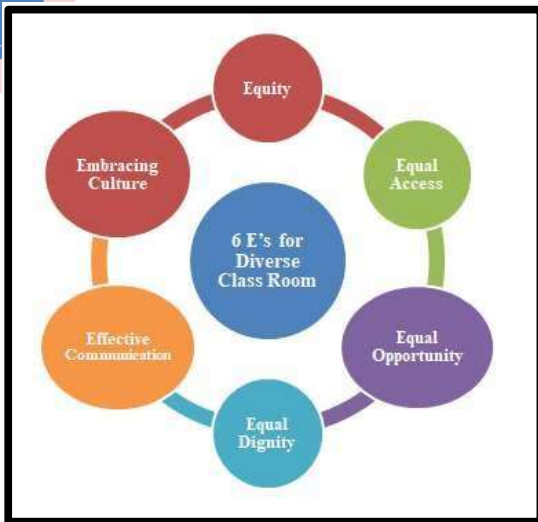 Equity
Equal
Access
Equal
Opportunity
Equal
Dignity
Effective
Communication
Embracing
Culture
6 E's for
Diverse
Class Room